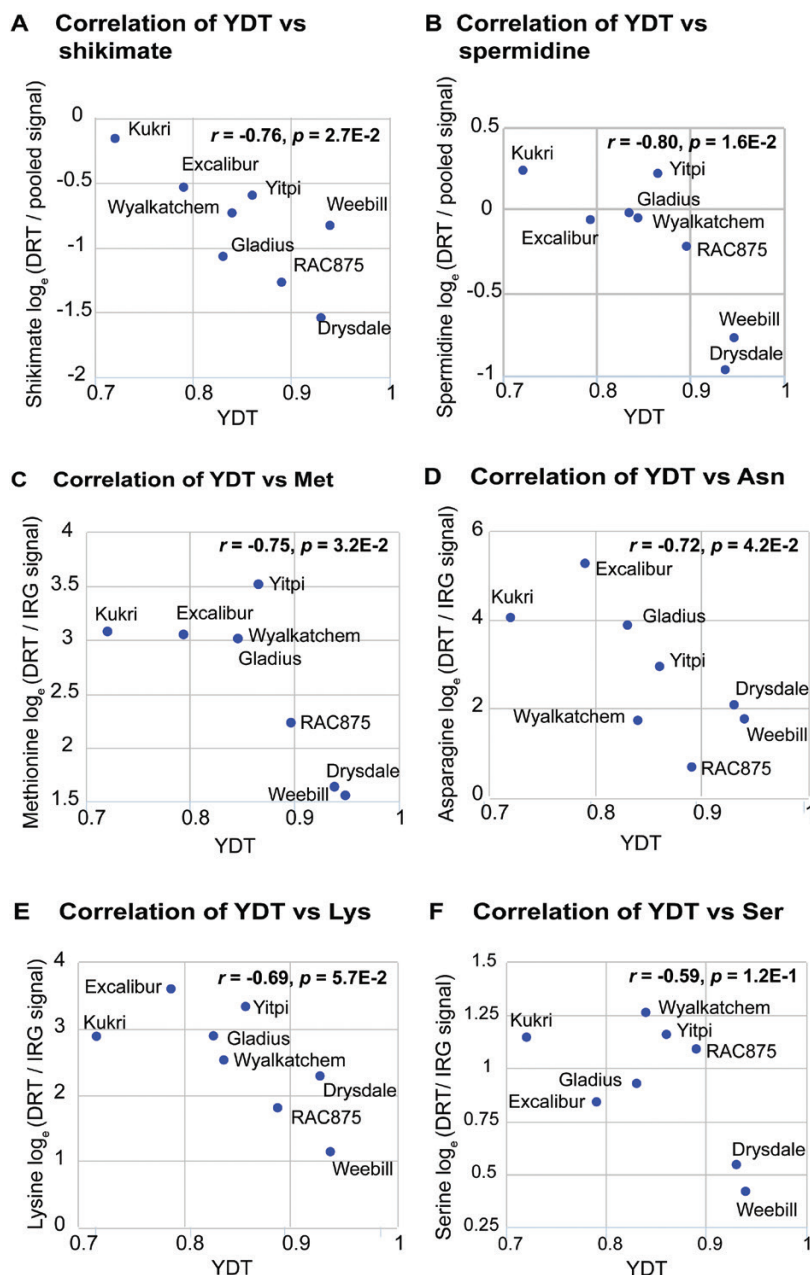 A Correlation of YDT vs
shikimate
Shikimate logₑ (DRT / pooled signal)
0
-0.5
-1
-1.5
-2
r = -0.76, p = 2.7E-2
Kukri
Excalibur
Yitpi
Wyalkatchem
Weebill
Gladius
RAC875
Drysdale
0.7 0.8 0.9 1
YDT
B Correlation of YDT vs
spermidine
Spermidine logₑ (DRT / pooled signal)
0.5
0
-0.5
-1
r = -0.80, p = 1.6E-2
Kukri
Yitpi
Gladius
Excalibur
Wyalkatchem
RAC875
Weebill
Drysdale
0.7 0.8 0.9 1
YDT
C Correlation of YDT vs Met
Methionine logₑ (DRT / IRG signal)
4
3.5
3
2.5
2
1.5
r = -0.75, p = 3.2E-2
Yitpi
Kukri
Excalibur
Wyalkatchem
Gladius
RAC875
Drysdale
Weebill
0.7 0.8 0.9 1
YDT
D Correlation of YDT vs Asn
Asparagine logₑ (DRT / IRG signal)
6
4
2
0
r = -0.72, p = 4.2E-2
Excalibur
Kukri
Gladius
Yitpi
Drysdale
Wyalkatchem
Weebill
RAC875
0.7 0.8 0.9 1
YDT
E Correlation of YDT vs Lys
Lysine logₑ (DRT / IRG signal)
4
3
2
1
0
r = -0.69, p = 5.7E-2
Excalibur
Yitpi
Kukri
Gladius
Wyalkatchem
Drysdale
RAC875
Weebill
0.7 0.8 0.9 1
YDT
F Correlation of YDT vs Ser
Serine logₑ (DRT/ IRG signal)
1.5
1.25
1
0.75
0.5
0.25
r = -0.59, p = 1.2E-1
Wyalkatchem
Kukri
Yitpi
RAC875
Gladius
Excalibur
Drysdale
Weebill
0.7 0.8 0.9 1
YDT